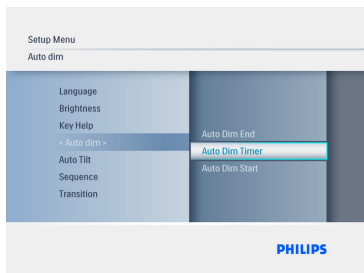 Setup Menu
Auto dim
Language
Brightness
Key Help
< Auto dim >
Auto Tilt
Sequence
Transition
Auto Dim End
Auto Dim Timer
Auto Dim Start
PHILIPS